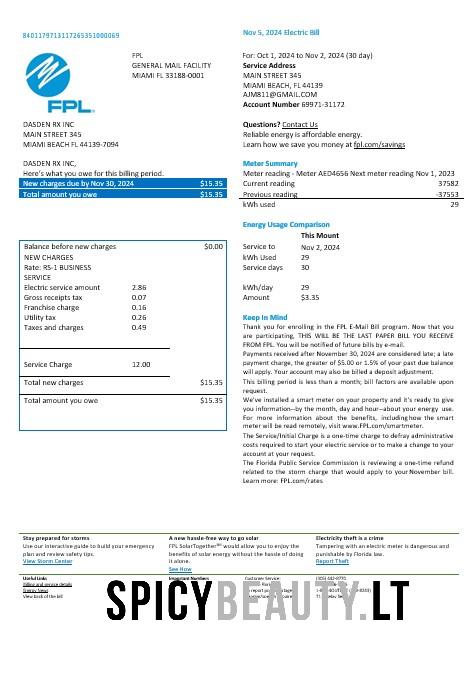 8401179713117265351000069
Nov 5, 2024 Electric Bill
FPL
GENERAL MAIL FACILITY
MIAMI FL 33188-0001
For: Oct 1, 2024 to Nov 2, 2024 (30 day)
Service Address
MAIN STREET 345
MIAMI BEACH, FL 44139
AJM811@GMAIL.COM
Account Number 69971-31172
FPL.
DASDEN RX INC
MAIN STREET 345
MIAMI BEACH FL 44139-7094
Questions? Contact Us
Reliable energy is affordable energy.
Learn how we save you money at fpl.com/savings
DASDEN RX INC,
Here's what you owe for this billing period.
New charges due by Nov 30, 2024 $15.35
Total amount you owe $15.35
Meter Summary
Meter reading - Meter AED4656 Next meter reading Nov 1, 2023
Current reading 37582
Previous reading -37553
kWh used 29
Energy Usage Comparison
This Mount
Service to Nov 2, 2024
kWh Used 29
Service days 30
kWh/day 29
Amount $3.35
Balance before new charges $0.00
NEW CHARGES
Rate: RS-1 BUSINESS
SERVICE
Electric service amount 2.86
Gross receipts tax 0.07
Franchise charge 0.16
Utility tax 0.26
Taxes and charges 0.49
Service Charge 12.00
Total new charges $15.35
Total amount you owe $15.35
Keep In Mind
Thank you for enrolling in the FPL E-Mail Bill program. Now that you
are participating, THIS WILL BE THE LAST PAPER BILL YOU RECEIVE
FROM FPL. You will be notified of future bills by e-mail.
Payments received after November 30, 2024 are considered late; a late
payment charge, the greater of $5.00 or 1.5% of your past due balance
will apply. Your account may also be billed a deposit adjustment.
This billing period is less than a month; bill factors are available upon
request.
We've installed a smart meter on your property and it's ready to give
you information--by the month, day and hour--about your energy use.
For more information about the benefits, including how the smart
meter will be read remotely, visit www.FPL.com/smartmeter.
The Service/Initial Charge is a one-time charge to defray administrative
costs required to start your electric service or to make a change to your
account at your request.
The Florida Public Service Commission is reviewing a one-time refund
related to the storm charge that would apply to your November bill.
Learn more: FPL.com/rates
Stay prepared for storms
Use our interactive guide to build your emergency
plan and review safety tips.
View Storm Center
A new hassle-free way to go solar
FPL SolarTogether℠ would allow you to enjoy the
benefits of solar energy without the hassle of doing
it alone.
See How
Electricity theft is a crime
Tampering with an electric meter is dangerous and
punishable by Florida law.
Report Theft
Useful Links
Billing and service details
Energy News
View back of the bill
Important Numbers
Customer Service:
(305) 442-8770
SPICYBEAUTY.LT